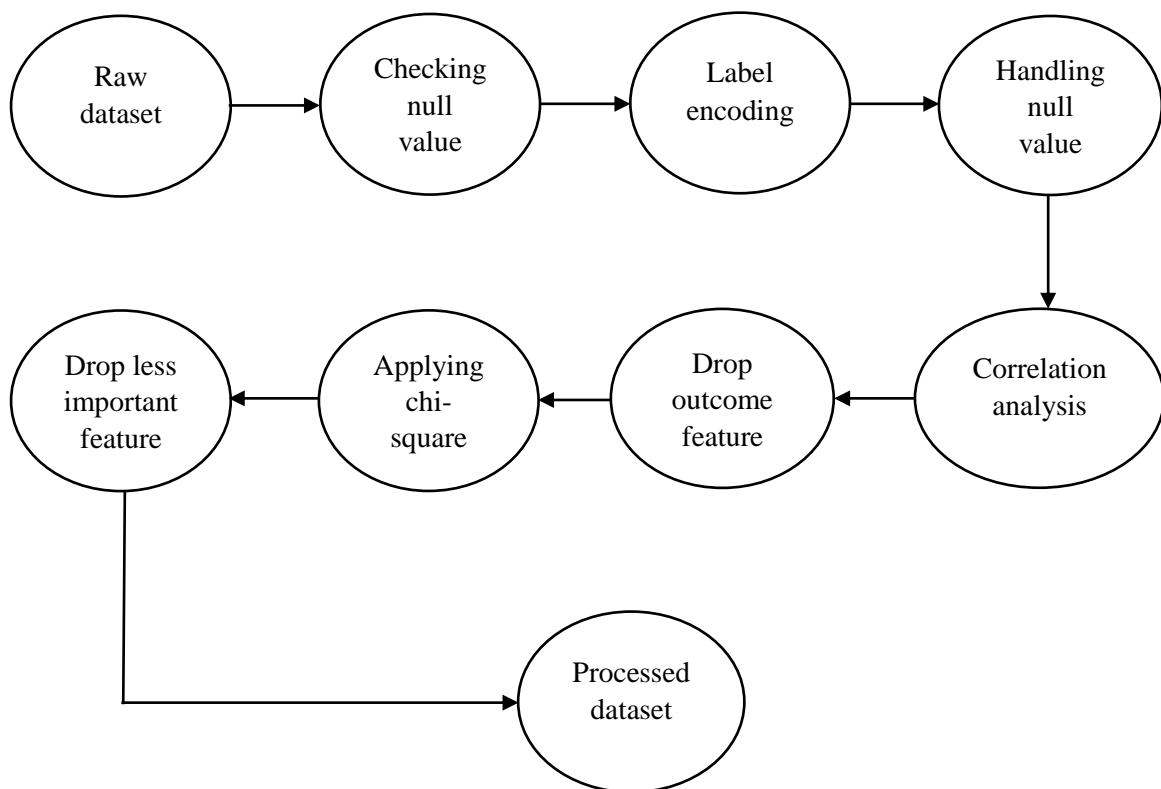 Raw
dataset
Checking
null
value
Label
encoding
Handling
null
value
Correlation
analysis
Drop
outcome
feature
Applying
chi-
square
Drop less
important
feature
Processed
dataset